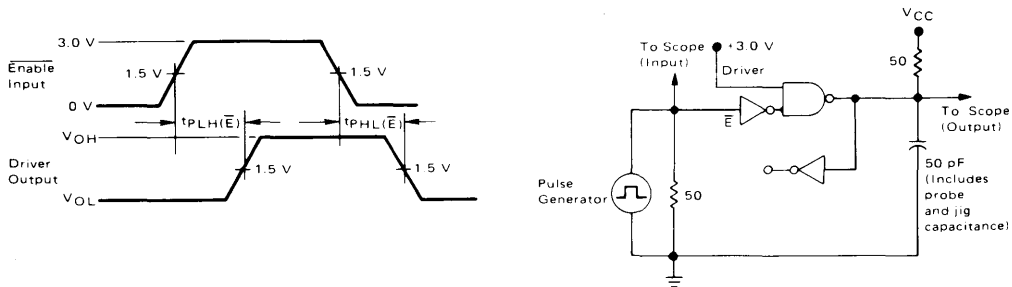 3.0 V
Enable
Input
1.5 V
1.5 V
0 V
tPLH(E̅)
tPHL(E̅)
VOH
Driver
Output
1.5 V
1.5 V
VOL
VCC
To Scope
(Input)
+3.0 V
Driver
50
E̅
To Scope
(Output)
50 pF
(Includes
probe
and jig
capacitance)
Pulse
Generator
50